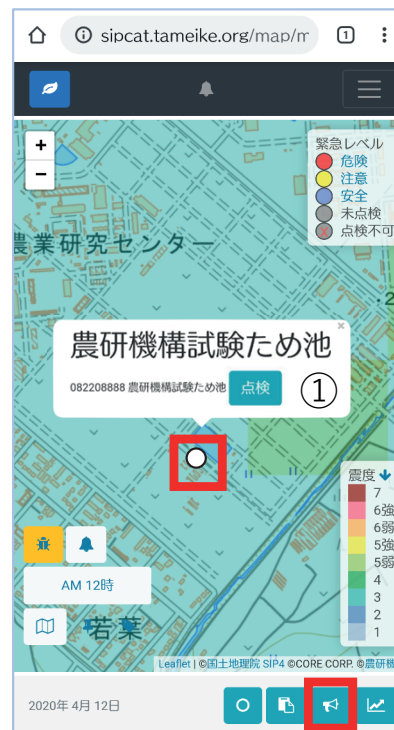 sipcat.tameike.org/map/m
1
+
−
緊急レベル
危険
注意
安全
未点検
X 点検不可
農業研究センター
2
×
農研機構試験ため池
082208888 農研機構試験ため池 点検 ①
震度
7
6強
6弱
5強
5弱
4
3
2
1
AM 12時
若葉
Leaflet | ©国土地理院 SIP4 ©CORE CORP. ©農研機
2020年 4月 12日